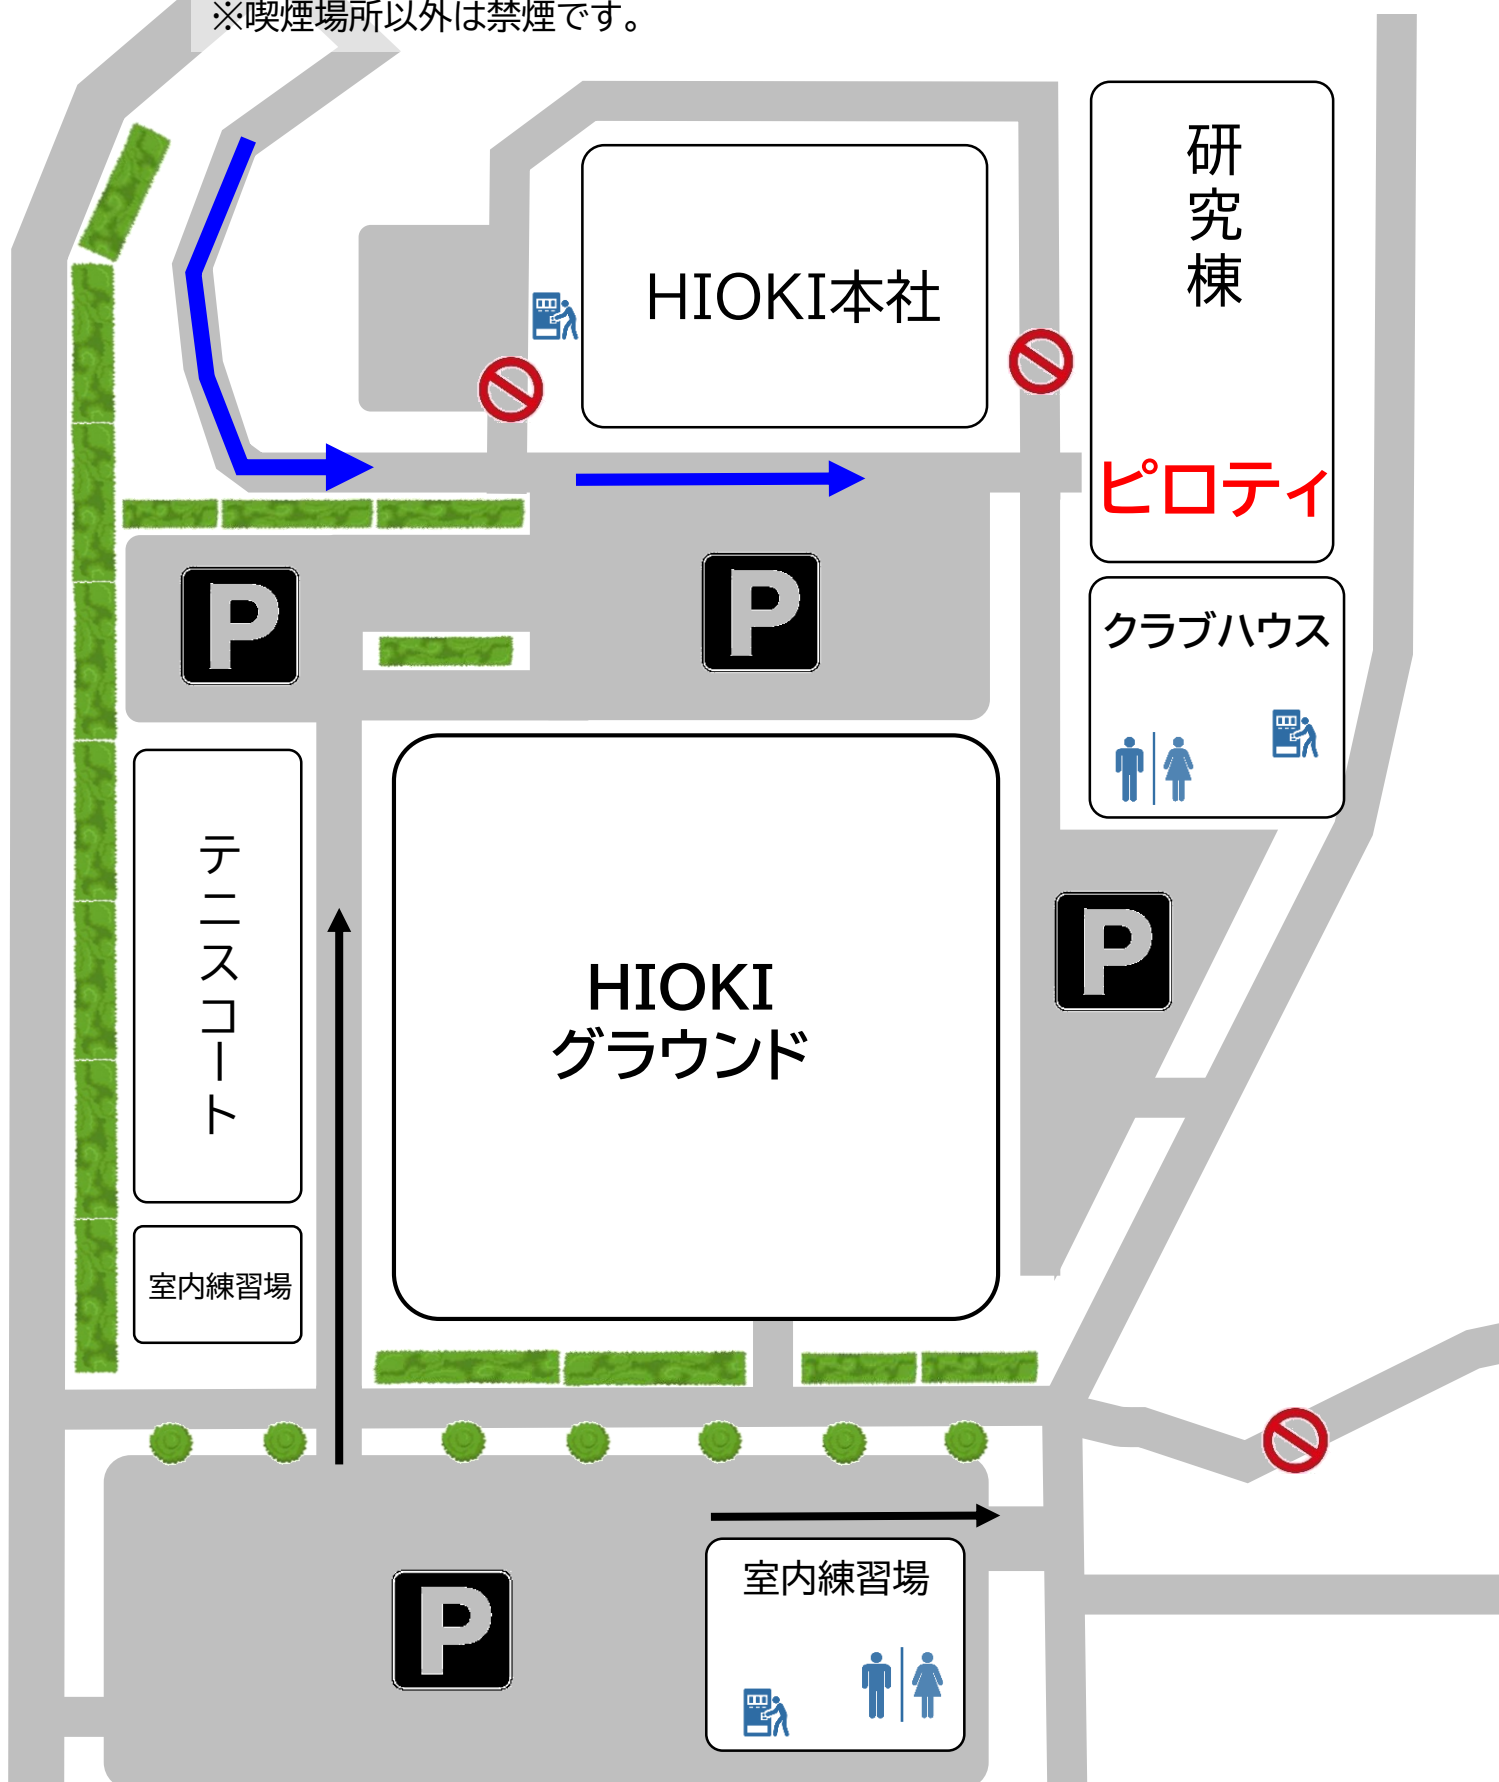 ※喫煙場所以外は禁煙です。
研究棟
HIOKI本社
ピロティ
P
P
クラブハウス
テニスコート
P
HIOKI
グラウンド
室内練習場
室内練習場
P